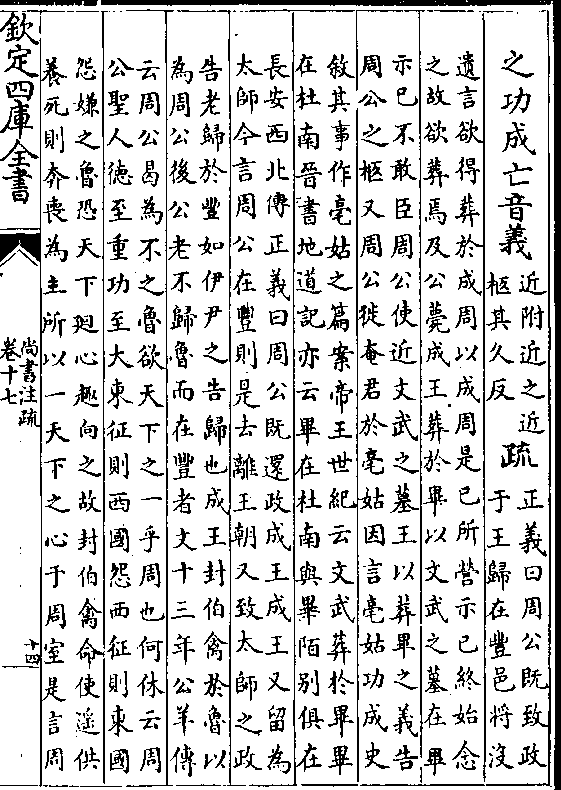 之功成亡音義
近附近之近
柩其久反
疏
正義曰周公既致政
于王歸在豐邑將沒
遺言欲得葬於成周以成周是已所營示已終始念
之故欲葬焉及公薨成王葬於畢以文武之墓在畢
示已不敢臣周公使近文武之墓王以葬畢之義告
周公之柩又周公徙奄君於亳姑因言亳姑功成史
敘其事作亳姑之篇案帝王世紀云文武葬於畢畢
在杜南晉書地道記亦云畢在杜南與畢陌别俱在
長安西北傳正義曰周公既還政成王成王又留為
太師今言周公在豐則是去離王朝又致太師之政
告老歸於豐如伊尹之告歸也成王封伯禽於魯以
為周公後公老不歸魯而在豐者文十三年公羊傳
云周公曷為不之魯欲天下之一乎周也何休云周
公聖人德至重功至大東征則西國怨西征則東國
怨嫌之魯恐天下廻心趣向之故封伯禽命使遥供
養死則奔喪為主所以一天下之心于周室是言周
欽定四庫全書
尚書注疏
卷十七
十四